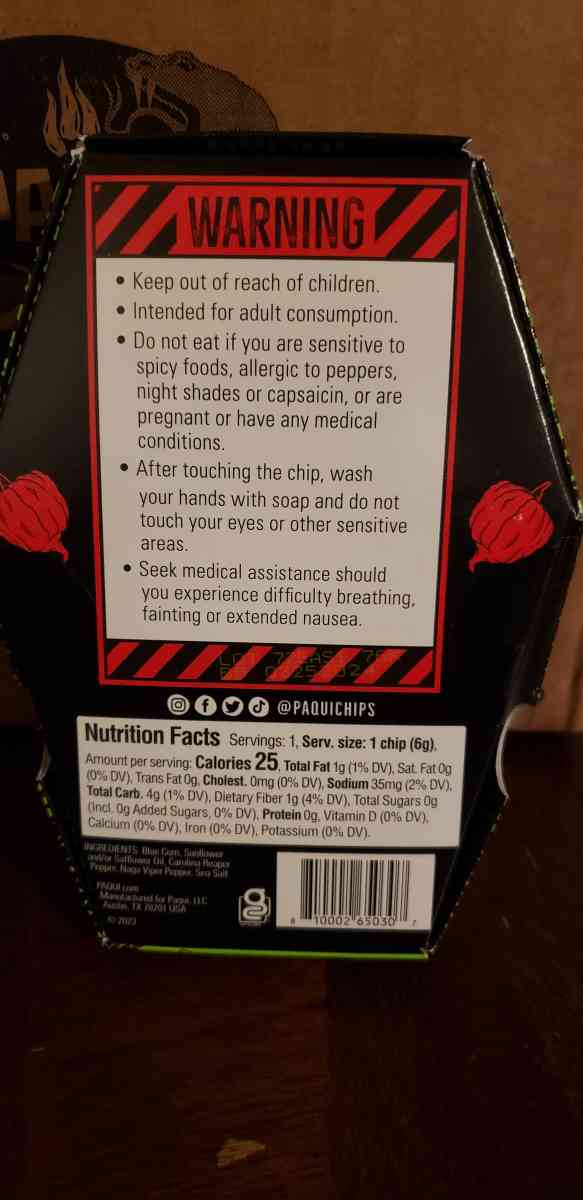 WARNING
• Keep out of reach of children.
• Intended for adult consumption.
• Do not eat if you are sensitive to
spicy foods, allergic to peppers,
night shades or capsaicin, or are
pregnant or have any medical
conditions.
• After touching the chip, wash
your hands with soap and do not
touch your eyes or other sensitive
areas.
• Seek medical assistance should
you experience difficulty breathing,
fainting or extended nausea.
@PAQUICHIPS
Nutrition Facts Servings: 1, Serv. size: 1 chip (6g),
Amount per serving: Calories 25, Total Fat 1g (1% DV), Sat. Fat 0g
(0% DV), Trans Fat 0g, Cholest. 0mg (0% DV), Sodium 35mg (2% DV),
Total Carb. 4g (1% DV), Dietary Fiber 1g (4% DV), Total Sugars 0g
(Incl. 0g Added Sugars, 0% DV), Protein 0g, Vitamin D (0% DV),
Calcium (0% DV), Iron (0% DV), Potassium (0% DV).
INGREDIENTS: Blue Corn, Sunflower
and/or Safflower Oil, Carolina Reaper
Pepper, Naga Viper Pepper, Sea Salt
PAQUI.com
Manufactured for Paqui, LLC
Austin, TX 78201 USA
© 2023
8 10002 65030 7